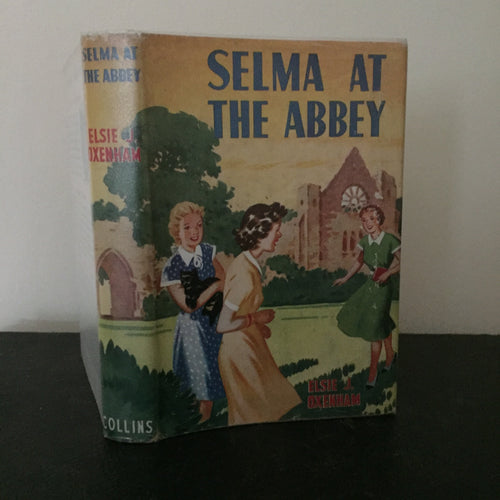 SELMA AT
THE ABBEY
ELSIE J.
OXENHAM
COLLINS
SELMA AT
THE ABBEY
ELSIE J.
OXENHAM